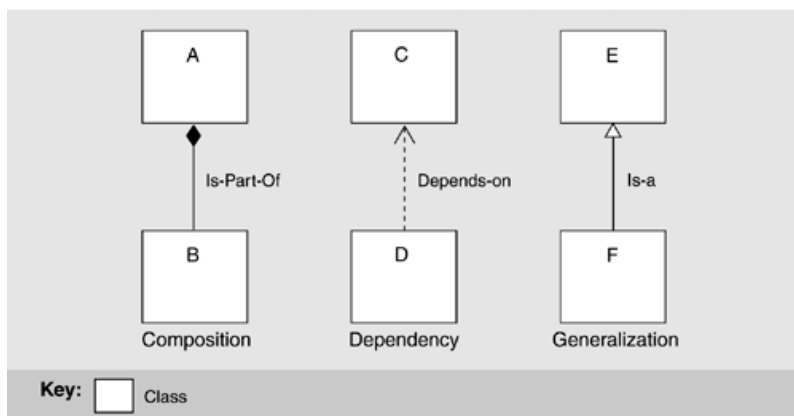 A C E
Is-Part-Of Depends-on Is-a
B D F
Composition Dependency Generalization
Key: Class